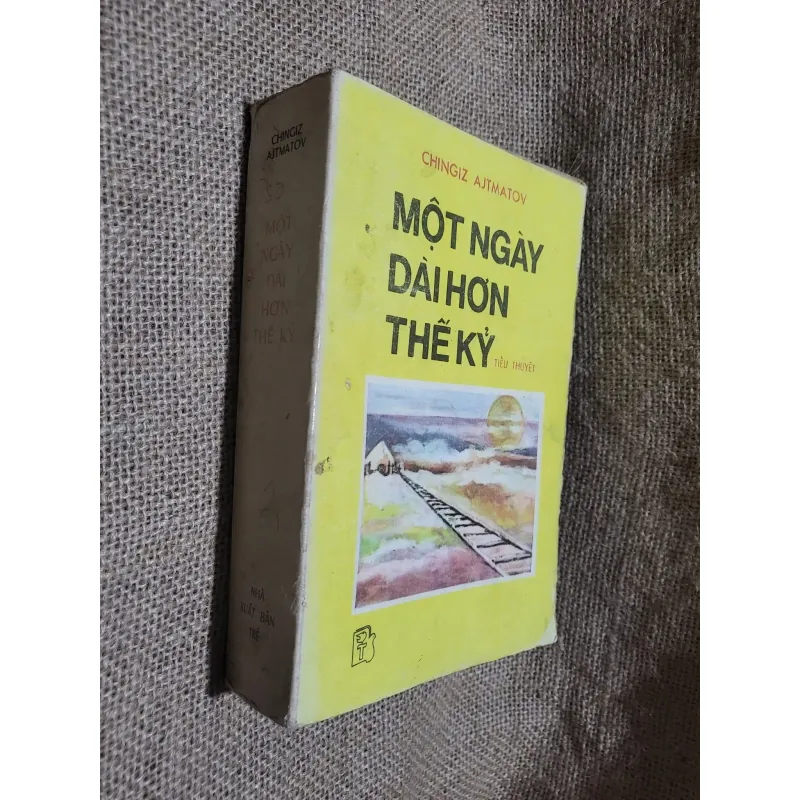 CHINGIZ
AJTMATOV
MỘT
NGÀY
DÀI
HƠN
THẾ KỶ
NHÀ
XUẤT BẢN
TRẺ
CHINGIZ AJTMATOV
MỘT NGÀY
DÀI HƠN
THẾ KỶ
TIỂU THUYẾT